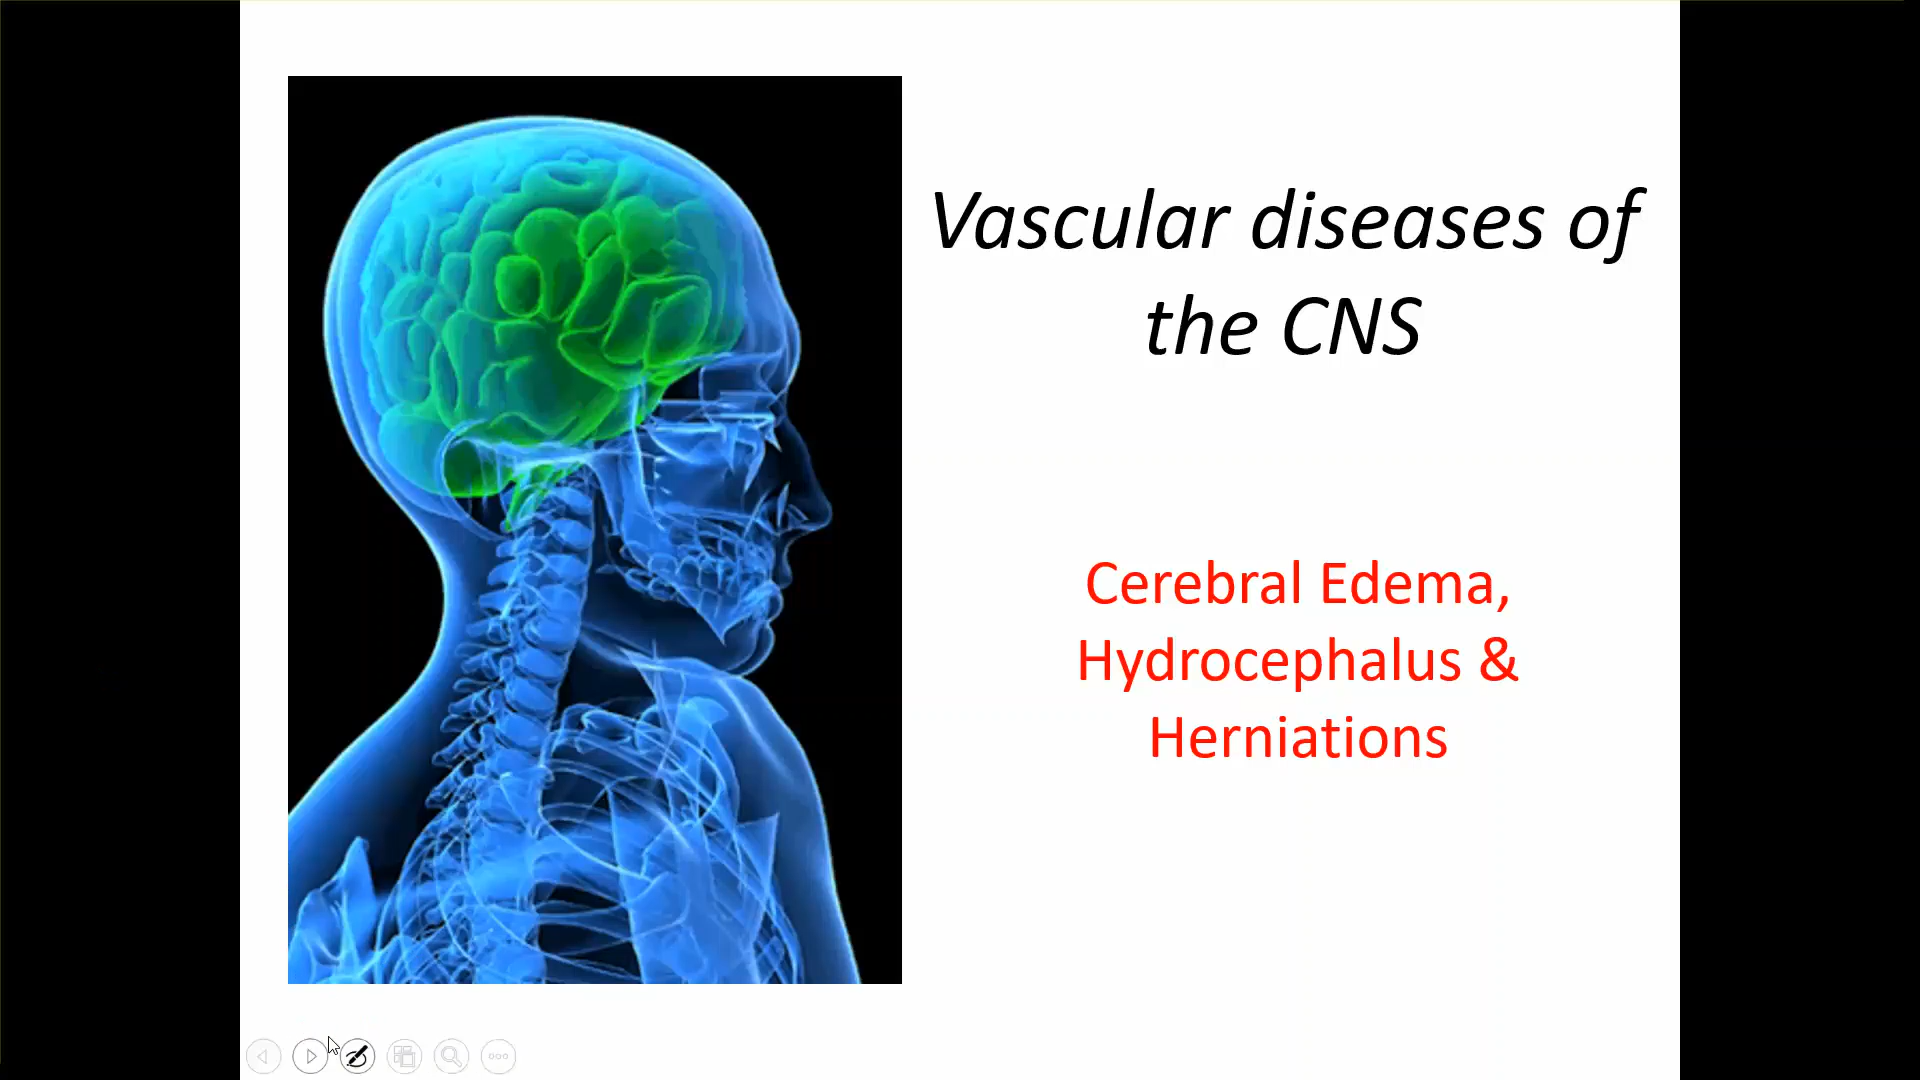 Vascular diseases of
the CNS
Cerebral Edema,
Hydrocephalus &
Herniations